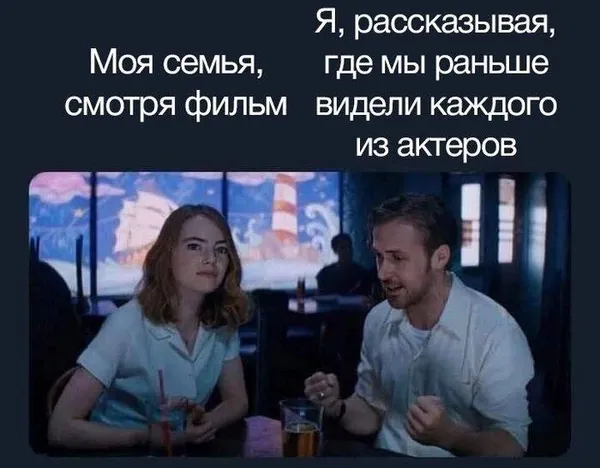 Моя семья,
смотря фильм
Я, рассказывая,
где мы раньше
видели каждого
из актеров